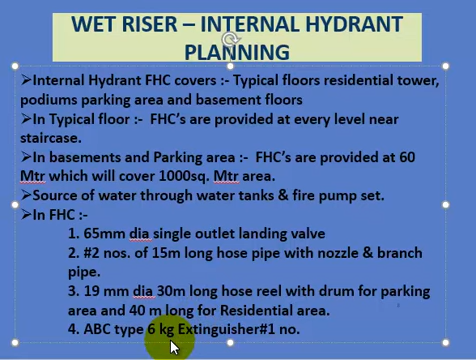 WET RISER – INTERNAL HYDRANT
PLANNING
➢Internal Hydrant FHC covers :- Typical floors residential tower,
podiums parking area and basement floors
➢In Typical floor :- FHC's are provided at every level near
staircase.
➢In basements and Parking area :- FHC's are provided at 60
Mtr which will cover 1000sq. Mtr area.
➢Source of water through water tanks & fire pump set.
➢In FHC :-
1. 65mm dia single outlet landing valve
2. #2 nos. of 15m long hose pipe with nozzle & branch
pipe.
3. 19 mm dia 30m long hose reel with drum for parking
area and 40 m long for Residential area.
4. ABC type 6 kg Extinguisher#1 no.